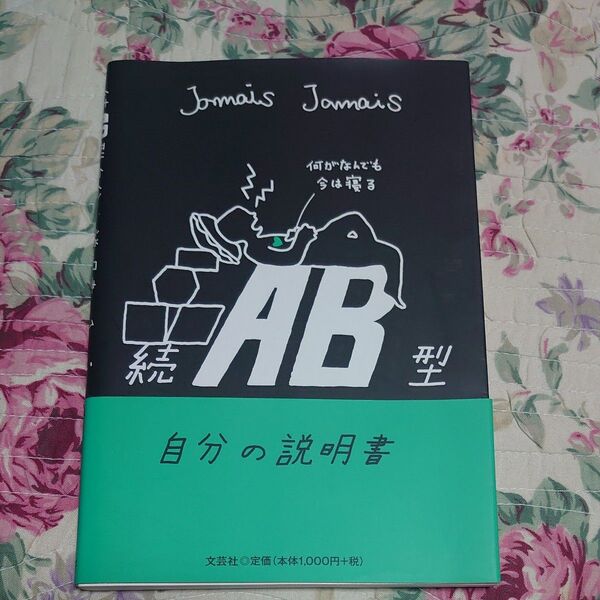 Jamais Jamais
何がなんでも
今は寝る
続 AB 型
自分の説明書
文芸社◎定価(本体1,000円+税)